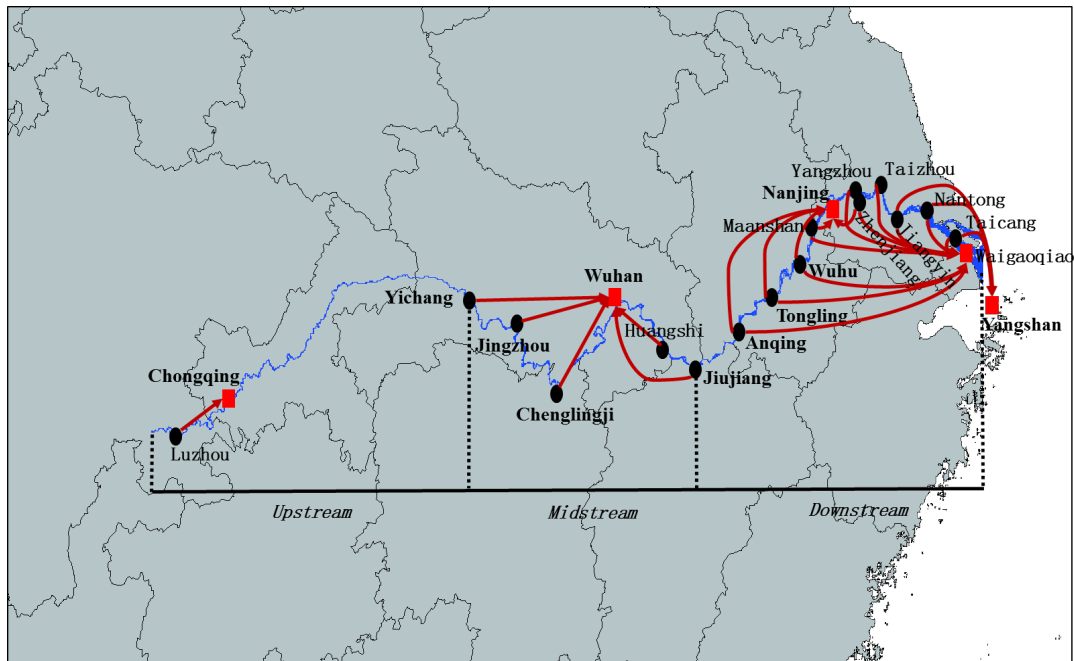 Yangzhou
Taizhou
Nanjing
Nantong
Maanshan
Zhenjiang
Jiangyin
Taicang
Waigaoqiao
Wuhu
Wuhan
Yichang
Tongling
Yangshan
Huangshi
Jingzhou
Anqing
Chongqing
Jiujiang
Chenglingji
Luzhou
Upstream
Midstream
Downstream